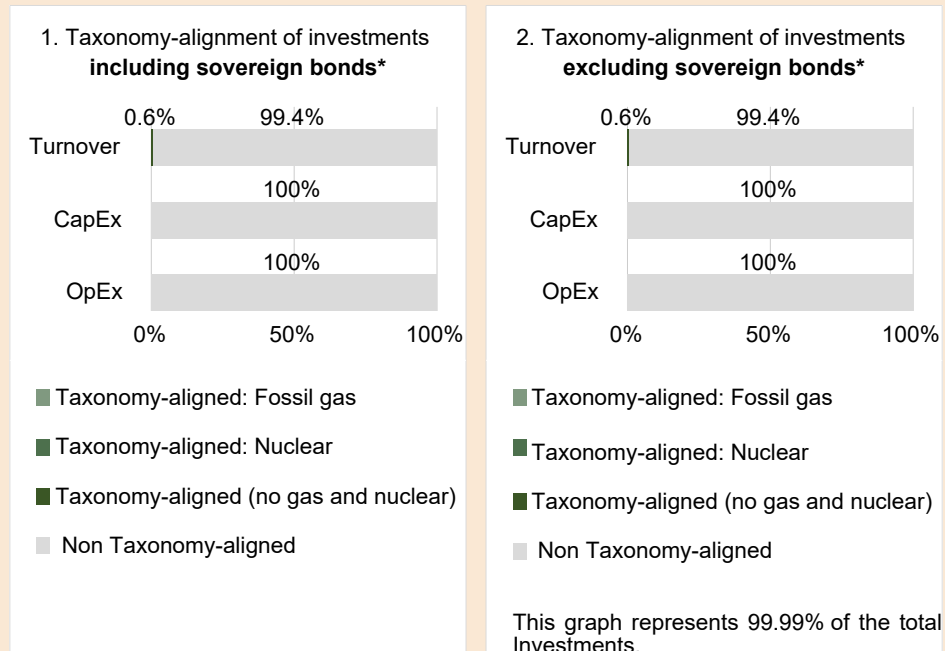 1. Taxonomy-alignment of investments
including sovereign bonds*
0.6% 99.4%
Turnover
100%
CapEx
100%
OpEx
0% 50% 100%
Taxonomy-aligned: Fossil gas
Taxonomy-aligned: Nuclear
Taxonomy-aligned (no gas and nuclear)
Non Taxonomy-aligned
2. Taxonomy-alignment of investments
excluding sovereign bonds*
0.6% 99.4%
Turnover
100%
CapEx
100%
OpEx
0% 50% 100%
Taxonomy-aligned: Fossil gas
Taxonomy-aligned: Nuclear
Taxonomy-aligned (no gas and nuclear)
Non Taxonomy-aligned
This graph represents 99.99% of the total
Investments.